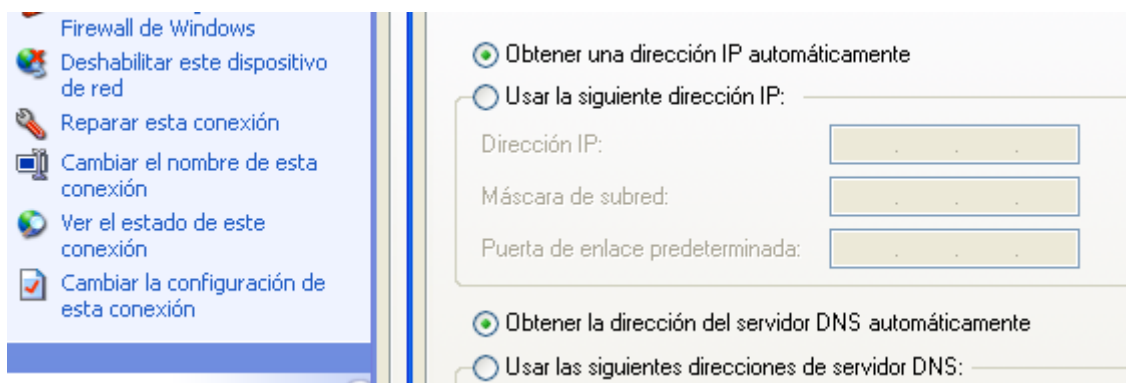 Firewall de Windows
Deshabilitar este dispositivo
de red
Reparar esta conexión
Cambiar el nombre de esta
conexión
Ver el estado de este
conexión
Cambiar la configuración de
esta conexión
Obtener una dirección IP automáticamente
Usar la siguiente dirección IP:
Dirección IP:
Máscara de subred:
Puerta de enlace predeterminada:
Obtener la dirección del servidor DNS automáticamente
Usar las siguientes direcciones de servidor DNS: